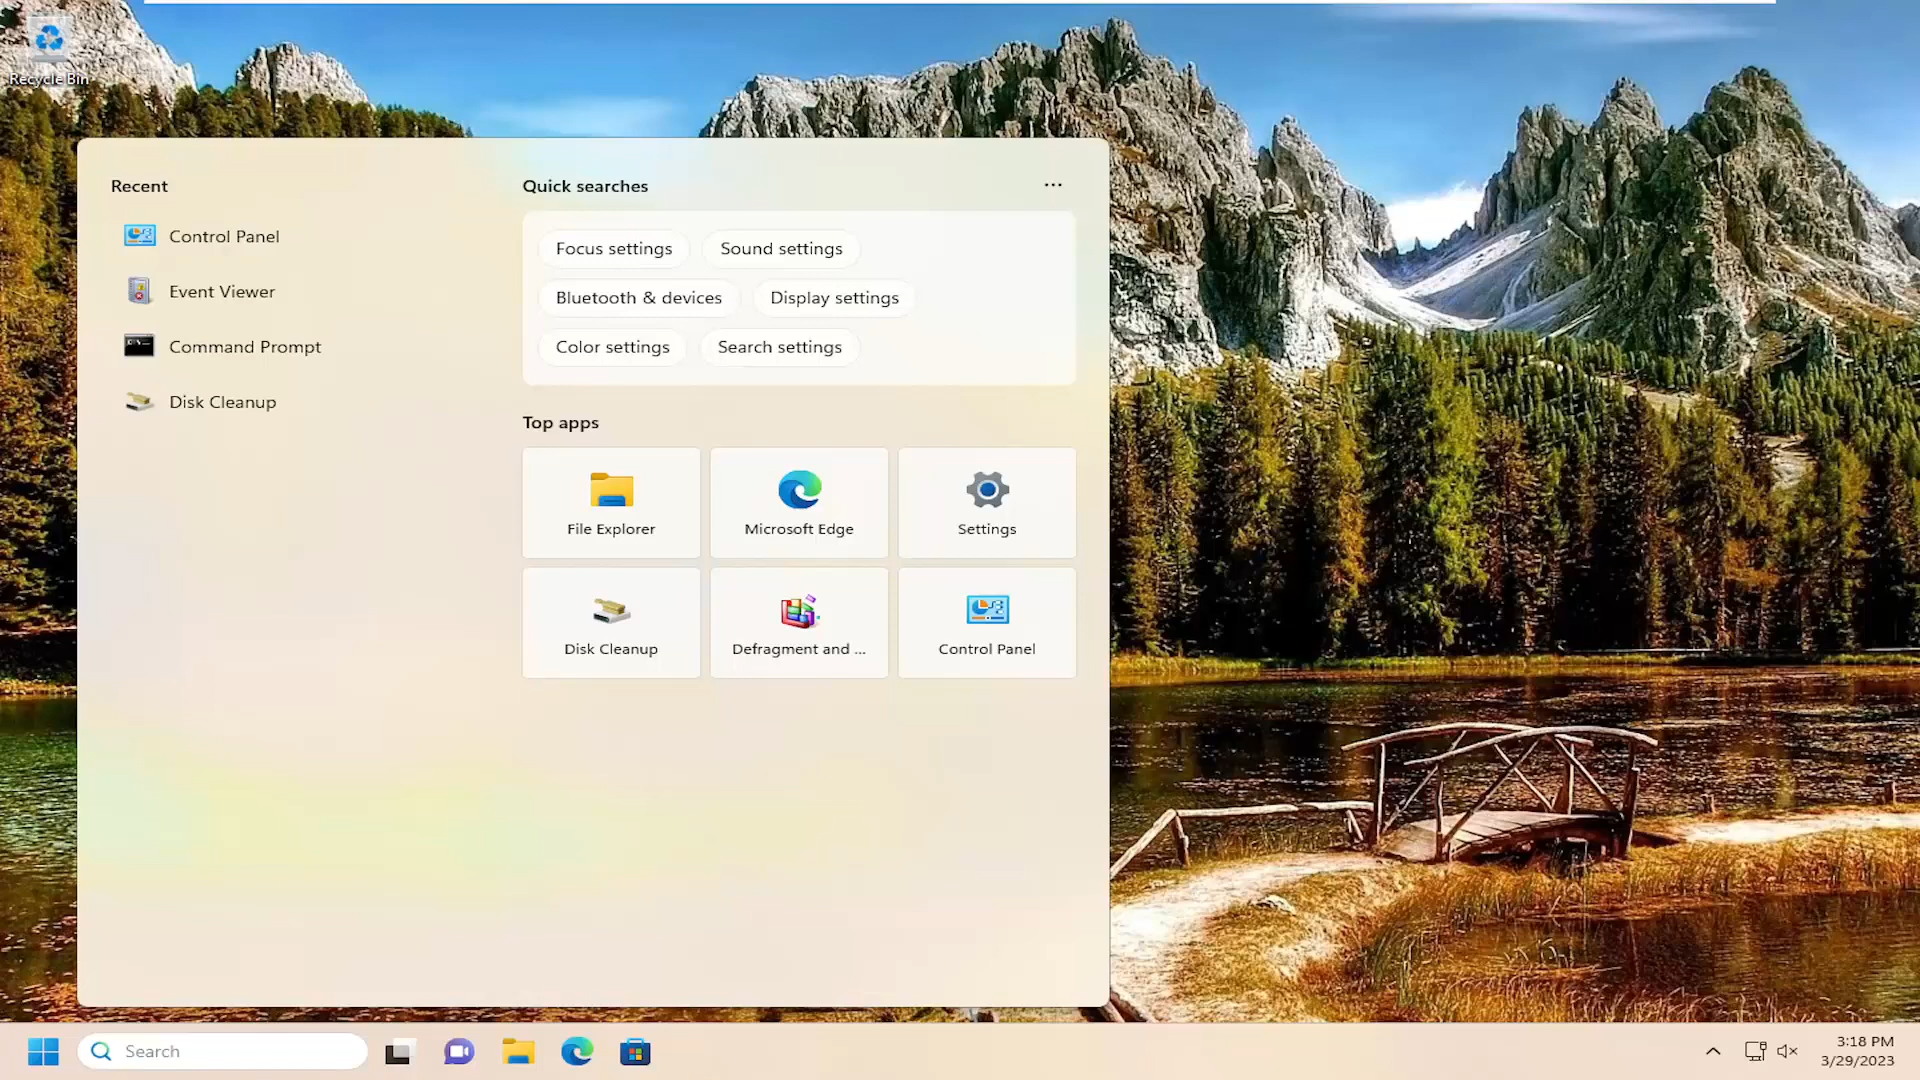 Recycle Bin
Recent
Control Panel
Event Viewer
Command Prompt
Disk Cleanup
Quick searches
Focus settings
Sound settings
Bluetooth & devices
Display settings
Color settings
Search settings
Top apps
File Explorer
Microsoft Edge
Settings
Disk Cleanup
Defragment and ...
Control Panel
Search
3:18 PM
3/29/2023